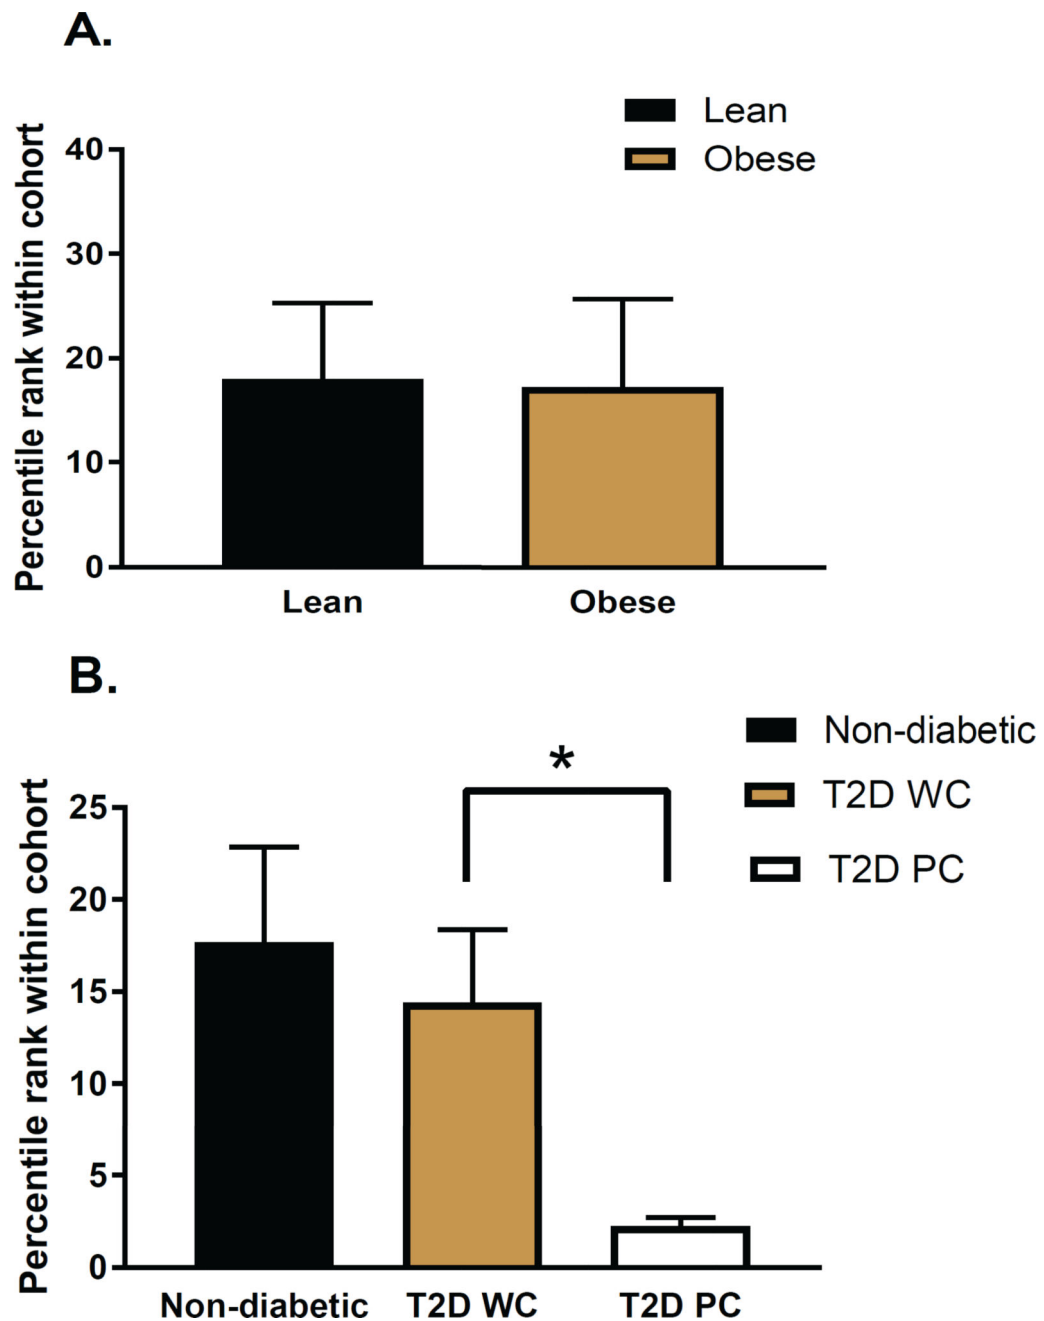 A.
Lean
Obese
Percentile rank within cohort
40
30
20
10
0
Lean Obese
B.
Non-diabetic
T2D WC
T2D PC
*
Percentile rank within cohort
25
20
15
10
5
0
Non-diabetic T2D WC T2D PC